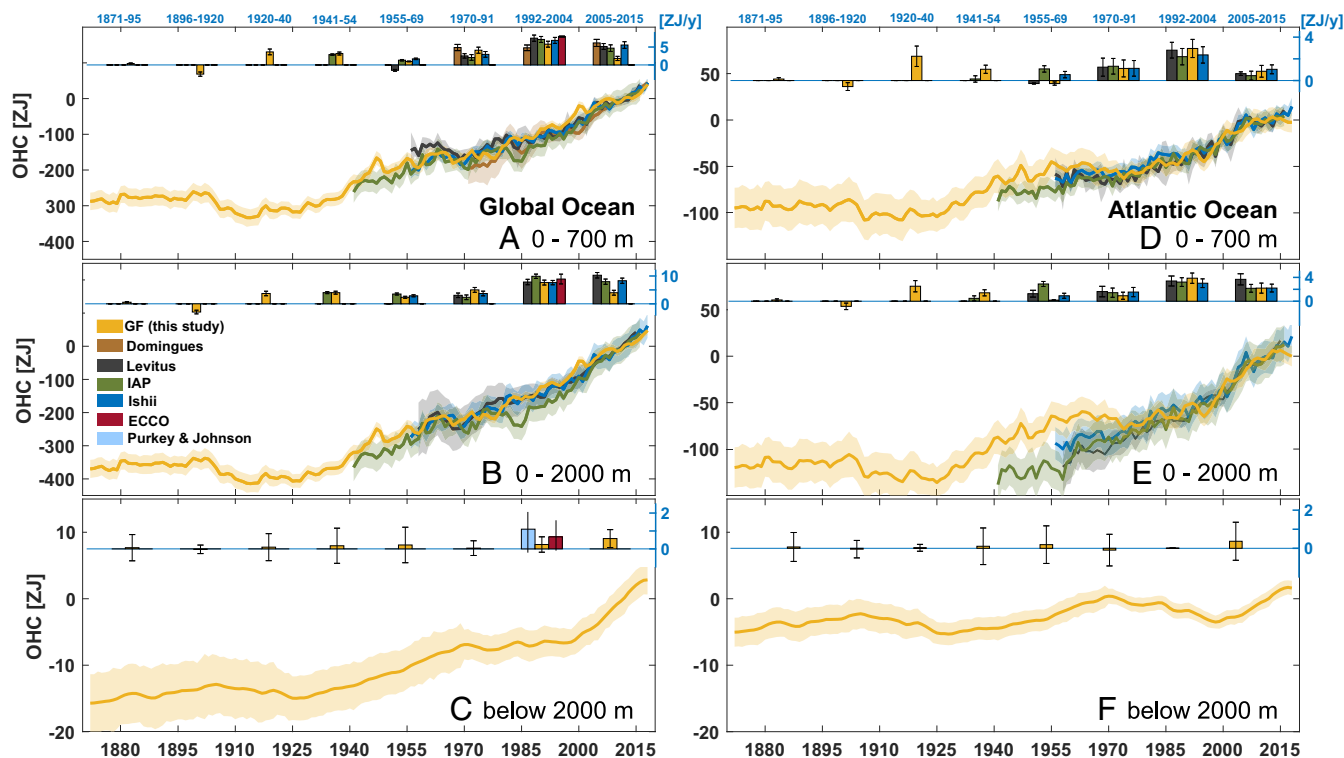 1871-95 1896-1920 1920-40 1941-54 1955-69 1970-91 1992-2004 2005-2015 [ZJ/y]
1871-95 1896-1920 1920-40 1941-54 1955-69 1970-91 1992-2004 2005-2015 [ZJ/y]
OHC [ZJ]
0
-100
-200
300
-400
5
0
Global Ocean
A 0 - 700 m
OHC [ZJ]
0
-100
-200
-300
-400
10
0
GF (this study)
Domingues
Levitus
IAP
Ishii
ECCO
Purkey & Johnson
B 0 - 2000 m
OHC [ZJ]
10
0
-10
-20
2
0
C below 2000 m
1880 1895 1910 1925 1940 1955 1970 1985 2000 2015
OHC [ZJ]
50
0
-50
-100
4
2
0
Atlantic Ocean
D 0 - 700 m
OHC [ZJ]
50
0
-50
-100
4
2
0
E 0 - 2000 m
OHC [ZJ]
10
0
-10
-20
2
0
F below 2000 m
1880 1895 1910 1925 1940 1955 1970 1985 2000 2015